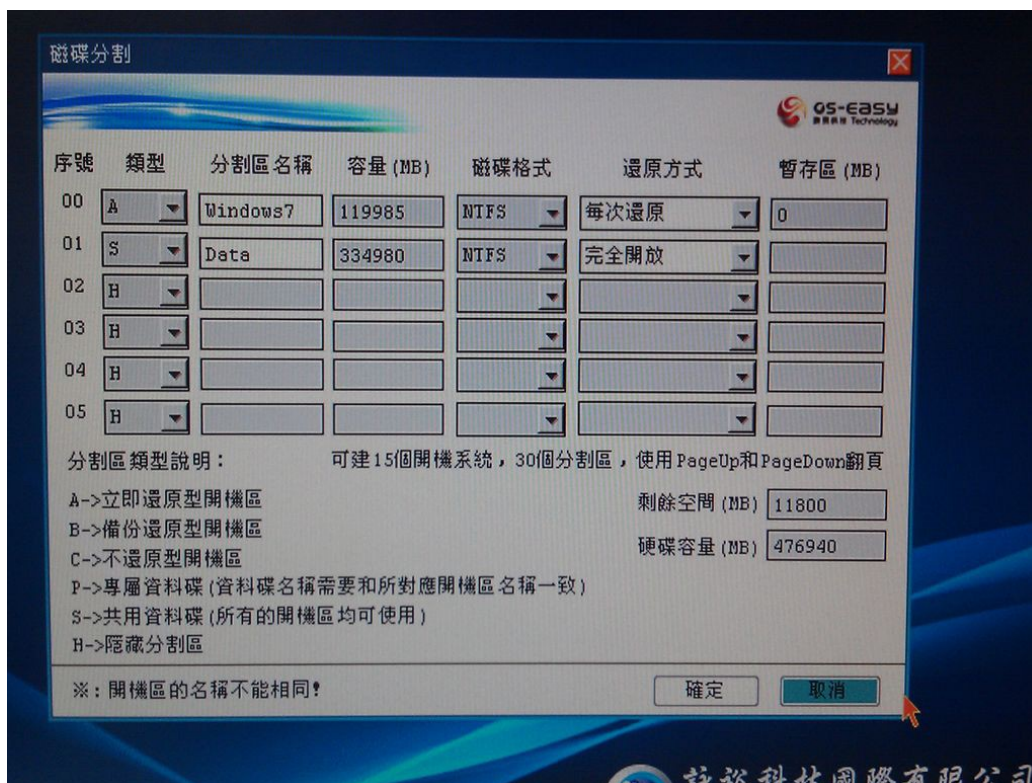 磁碟分割
OS-EASY
Technology
序號 類型 分割區名稱 容量(MB) 磁碟格式 還原方式 暫存區(MB)
00 A Windows7 119985 NTFS 每次還原 0
01 S Data 334980 NTFS 完全開放
02 H
03 H
04 H
05 H
分割區類型說明： 可建15個開機系統，30個分割區，使用PageUp和PageDown翻頁
A->立即還原型開機區
剩餘空間(MB) 11800
B->備份還原型開機區
C->不還原型開機區
硬碟容量(MB) 476940
P->專屬資料碟(資料碟名稱需要和所對應開機區名稱一致)
S->共用資料碟(所有的開機區均可使用)
H->隱藏分割區
※：開機區的名稱不能相同! 確定 取消
科技國際有限公司